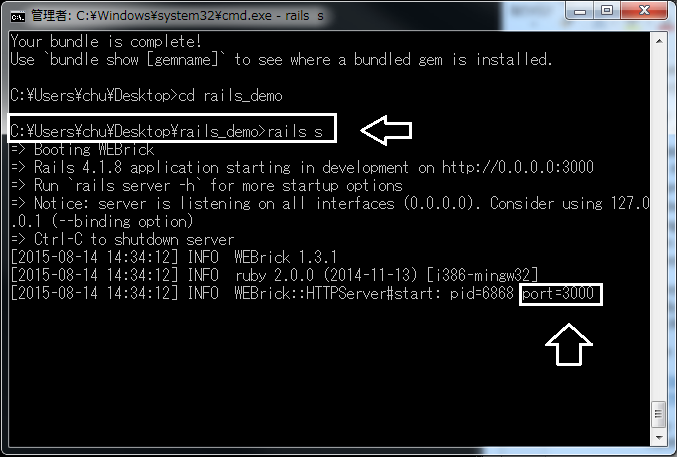 管理者: C:¥Windows¥system32¥cmd.exe - rails  s
Your bundle is complete!
Use `bundle show [gemname]` to see where a bundled gem is installed.
C:¥Users¥chu¥Desktop>cd rails_demo
C:¥Users¥chu¥Desktop¥rails_demo>rails s
=> Booting WEBrick
=> Rails 4.1.8 application starting in development on http://0.0.0.0:3000
=> Run `rails server -h` for more startup options
=> Notice: server is listening on all interfaces (0.0.0.0). Consider using 127.0
.0.1 (--binding option)
=> Ctrl-C to shutdown server
[2015-08-14 14:34:12] INFO  WEBrick 1.3.1
[2015-08-14 14:34:12] INFO  ruby 2.0.0 (2014-11-13) [i386-mingw32]
[2015-08-14 14:34:12] INFO  WEBrick::HTTPServer#start: pid=6868 port=3000